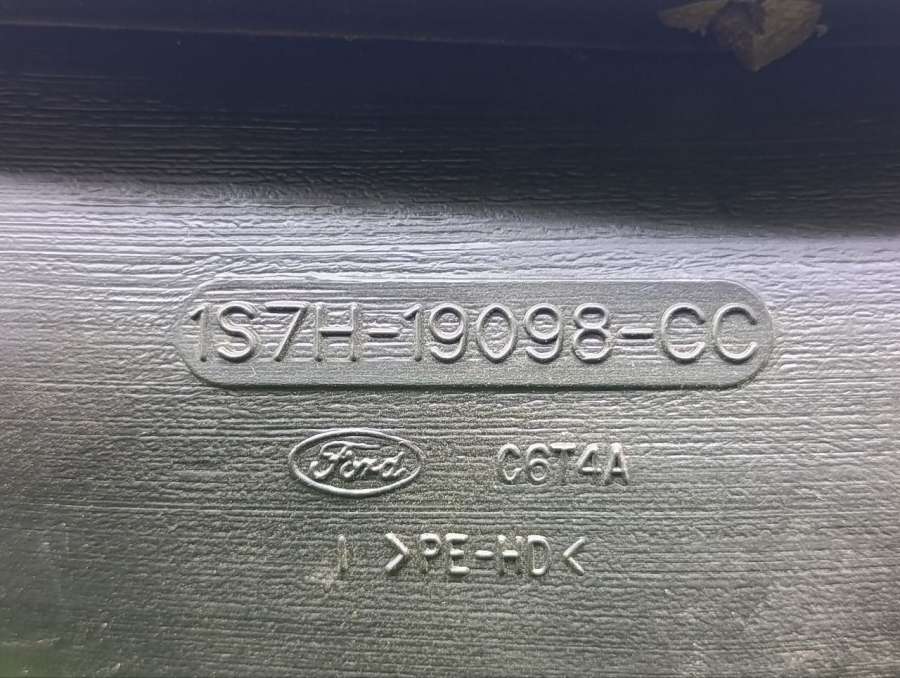 1S7H-19098-CC
Ford C6T4A
I >PE-HD<